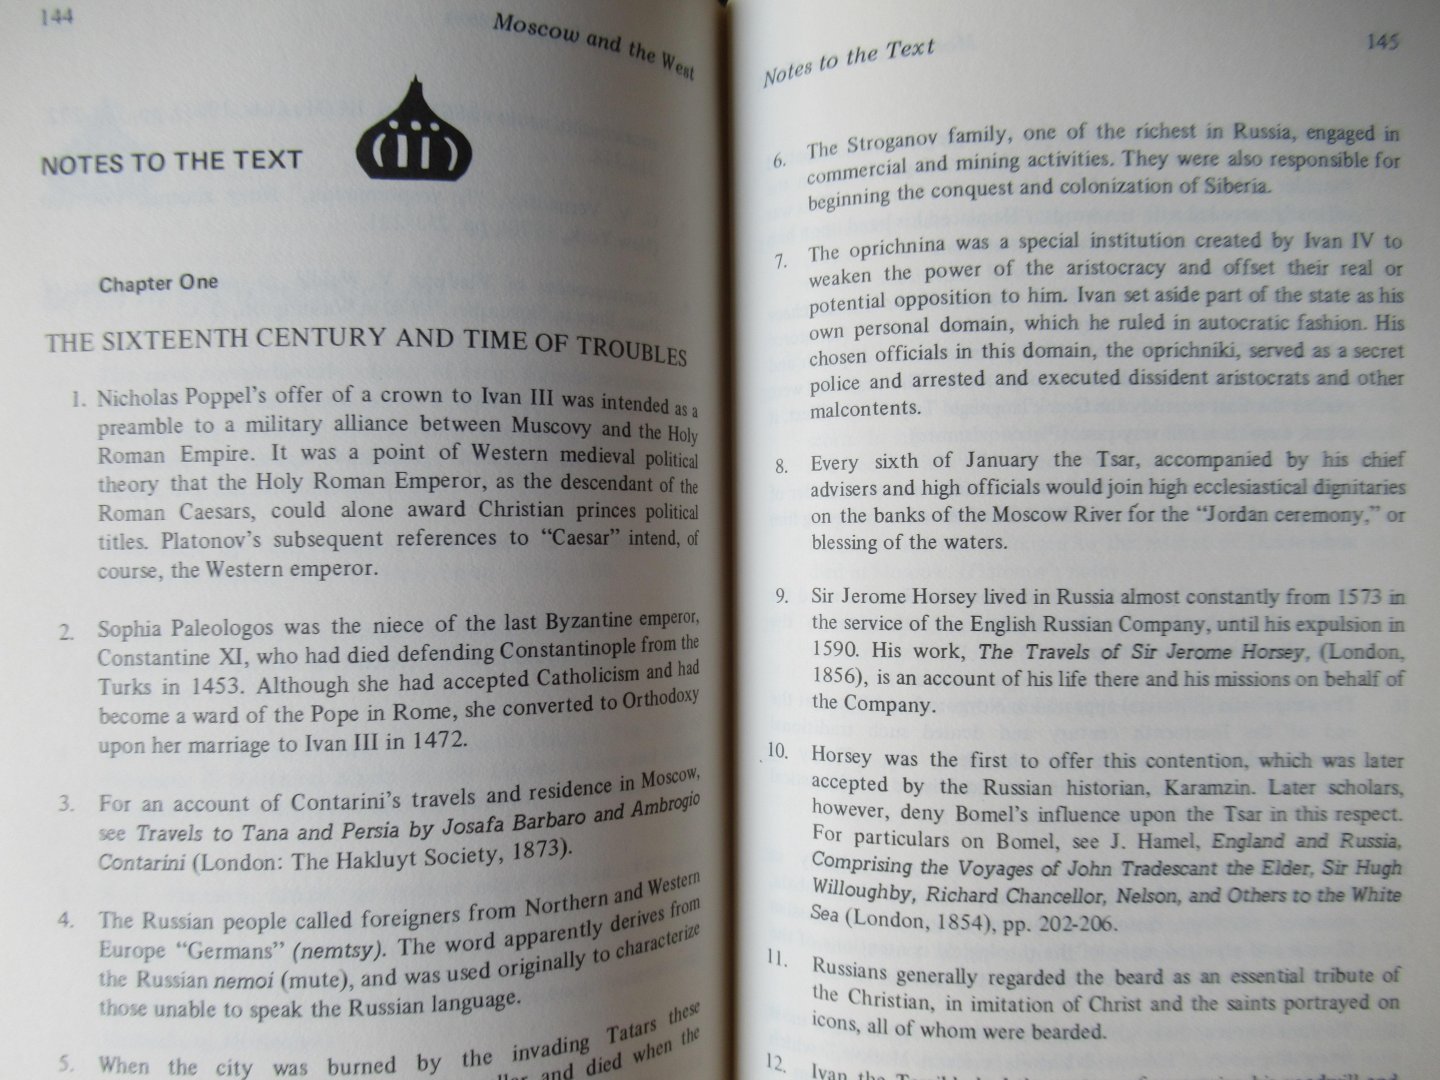 144
Moscow and the West
NOTES TO THE TEXT
Chapter One
THE SIXTEENTH CENTURY AND TIME OF TROUBLES
1. Nicholas Poppel's offer of a crown to Ivan III was intended as a
preamble to a military alliance between Muscovy and the Holy
Roman Empire. It was a point of Western medieval political
theory that the Holy Roman Emperor, as the descendant of the
Roman Caesars, could alone award Christian princes political
titles. Platonov's subsequent references to "Caesar" intend, of
course, the Western emperor.
2. Sophia Paleologos was the niece of the last Byzantine emperor,
Constantine XI, who had died defending Constantinople from the
Turks in 1453. Although she had accepted Catholicism and had
become a ward of the Pope in Rome, she converted to Orthodoxy
upon her marriage to Ivan III in 1472.
3. For an account of Contarini's travels and residence in Moscow,
see Travels to Tana and Persia by Josafa Barbaro and Ambrogio
Contarini (London: The Hakluyt Society, 1873).
4. The Russian people called foreigners from Northern and Western
Europe "Germans" (nemtsy). The word apparently derives from
the Russian nemoi (mute), and was used originally to characterize
those unable to speak the Russian language.
5. When the city was burned by the invading Tatars these
and died when the
Notes to the Text
145
6. The Stroganov family, one of the richest in Russia, engaged in
commercial and mining activities. They were also responsible for
beginning the conquest and colonization of Siberia.
7. The oprichnina was a special institution created by Ivan IV to
weaken the power of the aristocracy and offset their real or
potential opposition to him. Ivan set aside part of the state as his
own personal domain, which he ruled in autocratic fashion. His
chosen officials in this domain, the oprichniki, served as a secret
police and arrested and executed dissident aristocrats and other
malcontents.
8. Every sixth of January the Tsar, accompanied by his chief
advisers and high officials would join high ecclesiastical dignitaries
on the banks of the Moscow River for the "Jordan ceremony," or
blessing of the waters.
9. Sir Jerome Horsey lived in Russia almost constantly from 1573 in
the service of the English Russian Company, until his expulsion in
1590. His work, The Travels of Sir Jerome Horsey, (London,
1856), is an account of his life there and his missions on behalf of
the Company.
10. Horsey was the first to offer this contention, which was later
accepted by the Russian historian, Karamzin. Later scholars,
however, deny Bomel's influence upon the Tsar in this respect.
For particulars on Bomel, see J. Hamel, England and Russia,
Comprising the Voyages of John Tradescant the Elder, Sir Hugh
Willoughby, Richard Chancellor, Nelson, and Others to the White
Sea (London, 1854), pp. 202-206.
11. Russians generally regarded the beard as an essential tribute of
the Christian, in imitation of Christ and the saints portrayed on
icons, all of whom were bearded.
12. Ivan the